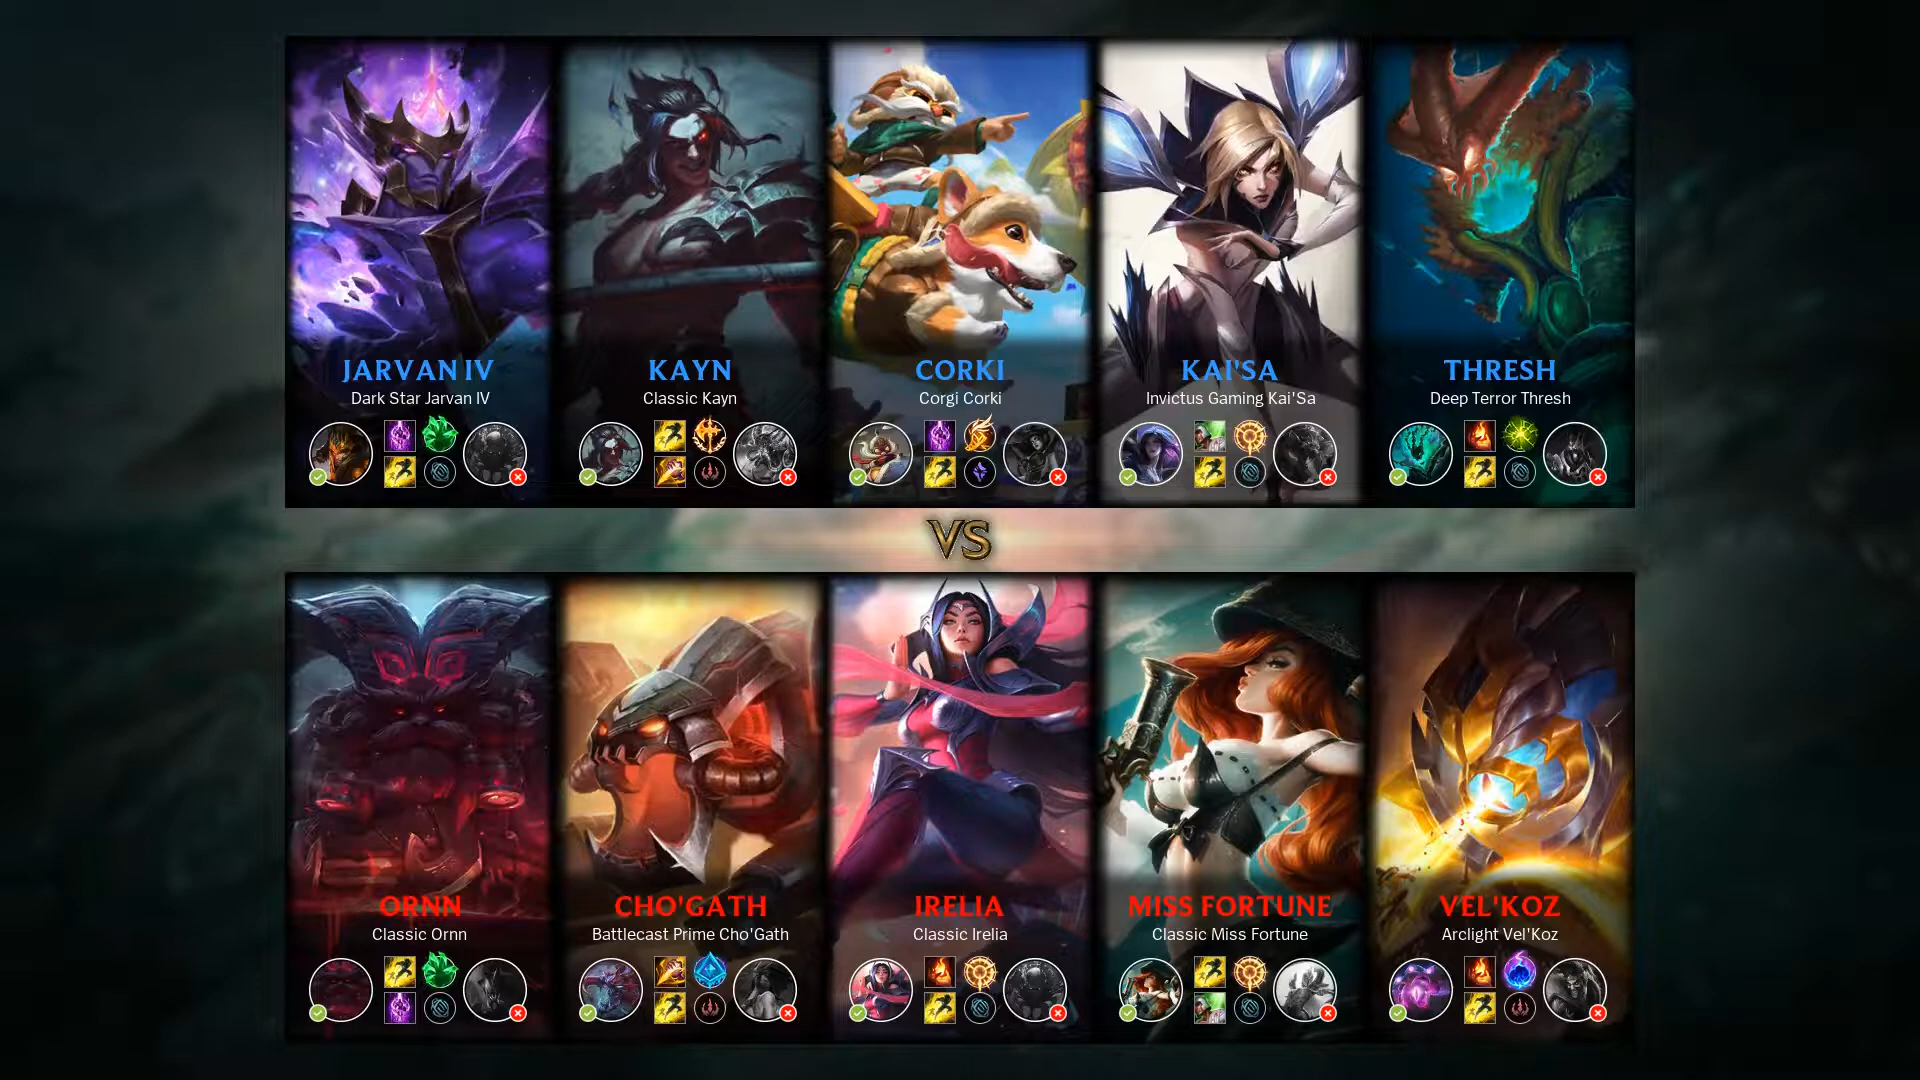 JARVAN IV
Dark Star Jarvan IV
KAYN
Classic Kayn
CORKI
Corgi Corki
KAI'SA
Invictus Gaming Kai'Sa
THRESH
Deep Terror Thresh
VS
ORNN
Classic Ornn
CHO'GATH
Battlecast Prime Cho'Gath
IRELIA
Classic Irelia
MISS FORTUNE
Classic Miss Fortune
VEL'KOZ
Arclight Vel'Koz